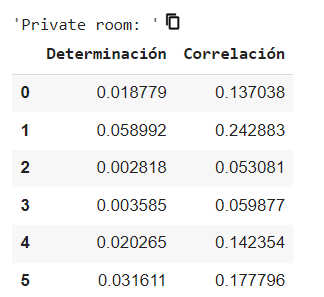 'Private room: '
Determinación Correlación
0 0.018779 0.137038
1 0.058992 0.242883
2 0.002818 0.053081
3 0.003585 0.059877
4 0.020265 0.142354
5 0.031611 0.177796